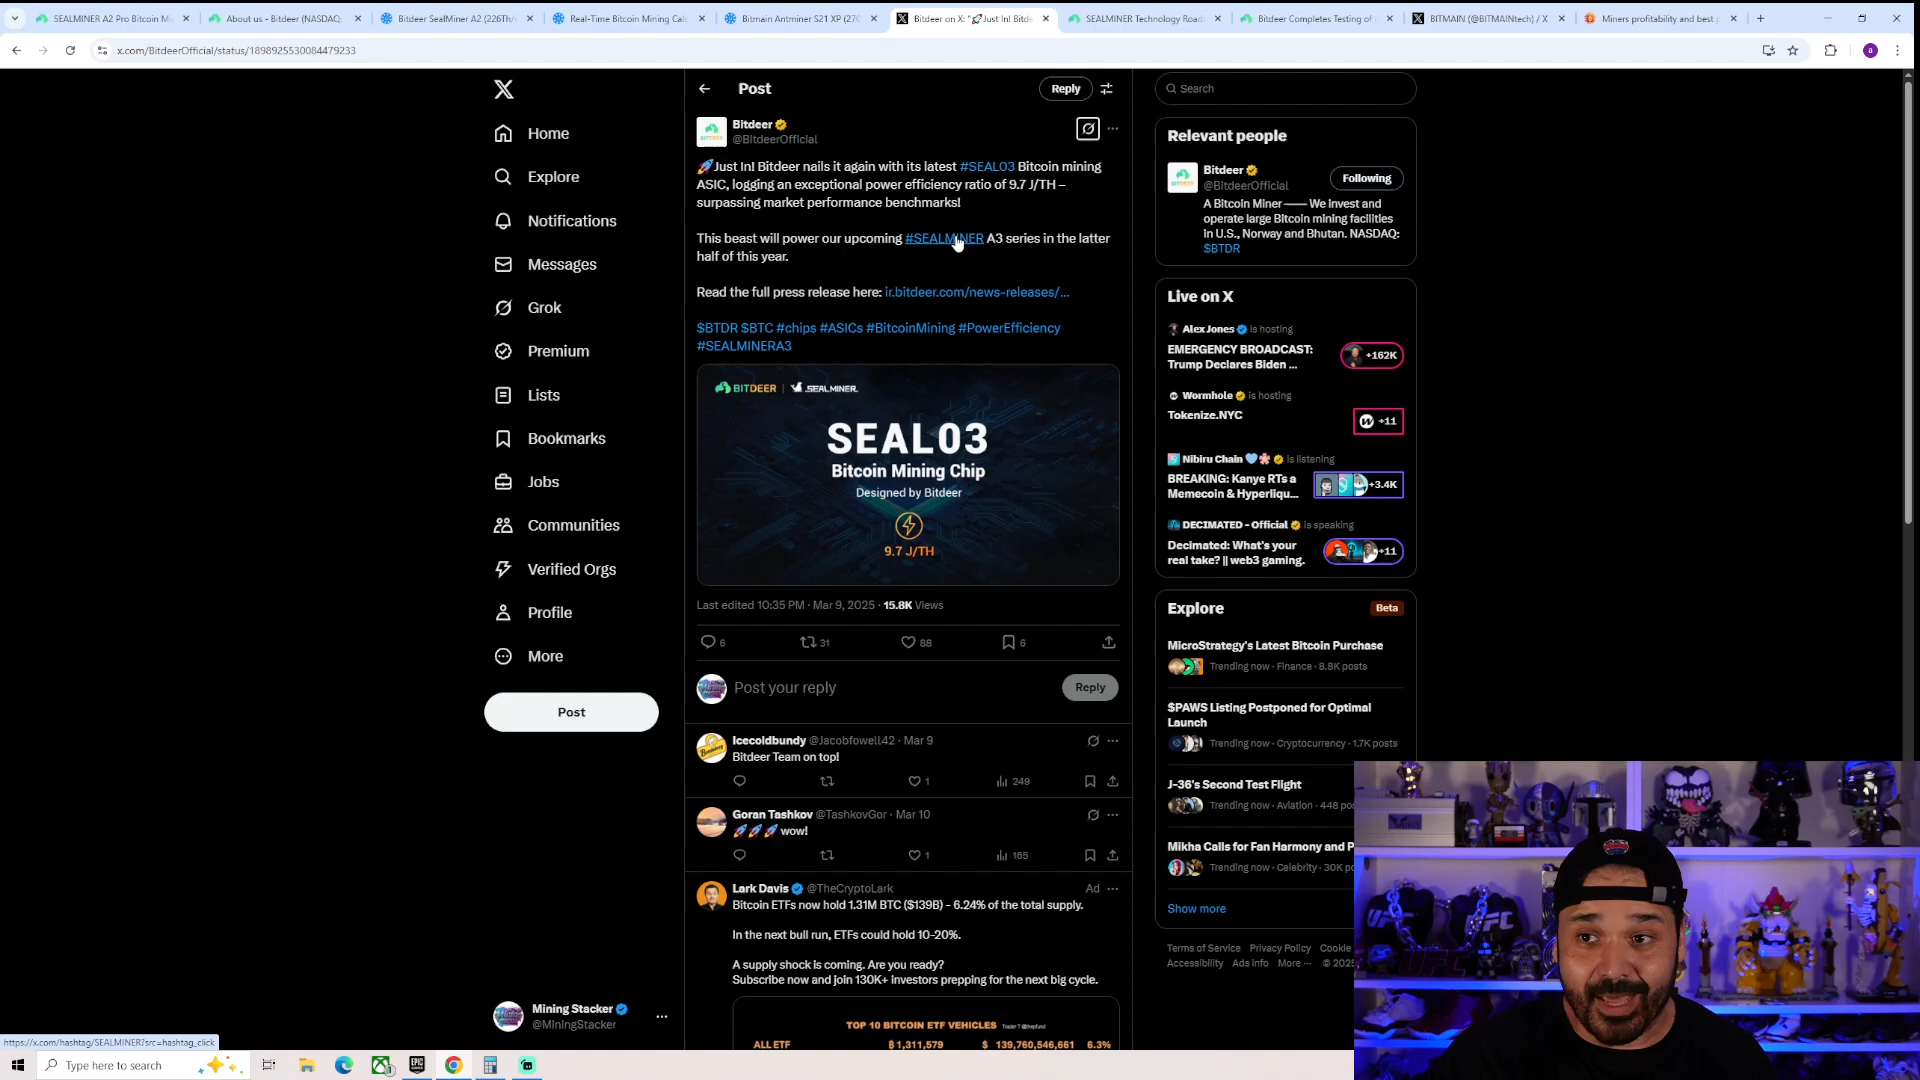 SEALMINER A2 Pro Bitcoin Mi
About us - Bitdeer (NASDAQ:
Bitdeer SealMiner A2 (226Th/s
Real-Time Bitcoin Mining Calc
Bitmain Antminer S21 XP (270
Bitdeer on X: "🚀Just In! Bitde
SEALMINER Technology Road
Bitdeer Completes Testing of
BITMAIN (@BITMAINtech) / X
Miners profitability and best p
x.com/BitdeerOfficial/status/1898925530084479233
a
Home
Explore
Notifications
Messages
Grok
Premium
Lists
Bookmarks
Jobs
Communities
Verified Orgs
Profile
More
Post
Mining Stacker
@MiningStacker
Post
Reply
Bitdeer
@BitdeerOfficial
🚀Just In! Bitdeer nails it again with its latest #SEAL03 Bitcoin mining
ASIC, logging an exceptional power efficiency ratio of 9.7 J/TH –
surpassing market performance benchmarks!
This beast will power our upcoming #SEALMINER A3 series in the latter
half of this year.
Read the full press release here: ir.bitdeer.com/news-releases/…
$BTDR $BTC #chips #ASICs #BitcoinMining #PowerEfficiency
#SEALMINERA3
BITDEER | SEALMINER
SEAL03
Bitcoin Mining Chip
Designed by Bitdeer
9.7 J/TH
Last edited 10:35 PM · Mar 9, 2025 · 15.8K Views
6 31 88 6
Post your reply
Reply
Icecoldbundy @Jacobfowell42 · Mar 9
Bitdeer Team on top!
1 249
Goran Tashkov @TashkovGor · Mar 10
🚀🚀🚀 wow!
1 165
Lark Davis @TheCryptoLark Ad
Bitcoin ETFs now hold 1.31M BTC ($139B) - 6.24% of the total supply.
In the next bull run, ETFs could hold 10-20%.
A supply shock is coming. Are you ready?
Subscribe now and join 130K+ investors prepping for the next big cycle.
TOP 10 BITCOIN ETF VEHICLES
ALL ETF ₿ 1,311,579 $ 139,760,546,661 6.3%
Search
Relevant people
Bitdeer
@BitdeerOfficial
Following
A Bitcoin Miner —— We invest and
operate large Bitcoin mining facilities
in U.S., Norway and Bhutan. NASDAQ:
$BTDR
Live on X
Alex Jones is hosting
EMERGENCY BROADCAST:
Trump Declares Biden ...
+162K
Wormhole is hosting
Tokenize.NYC
+11
Nibiru Chain 🩵🌸 is listening
BREAKING: Kanye RTs a
Memecoin & Hyperliqu...
+3.4K
DECIMATED - Official is speaking
Decimated: What's your
real take? || web3 gaming.
+11
Explore
Beta
MicroStrategy's Latest Bitcoin Purchase
Trending now · Finance · 8.8K posts
$PAWS Listing Postponed for Optimal
Launch
Trending now · Cryptocurrency · 1.7K posts
J-36's Second Test Flight
Trending now · Aviation · 448 pos
Mikha Calls for Fan Harmony and P
Trending now · Celebrity · 30K po
Show more
Terms of Service Privacy Policy Cookie
Accessibility Ads info More ··· © 2025
UFC
UFC
https://x.com/hashtag/SEALMINER?src=hashtag_click
Type here to search